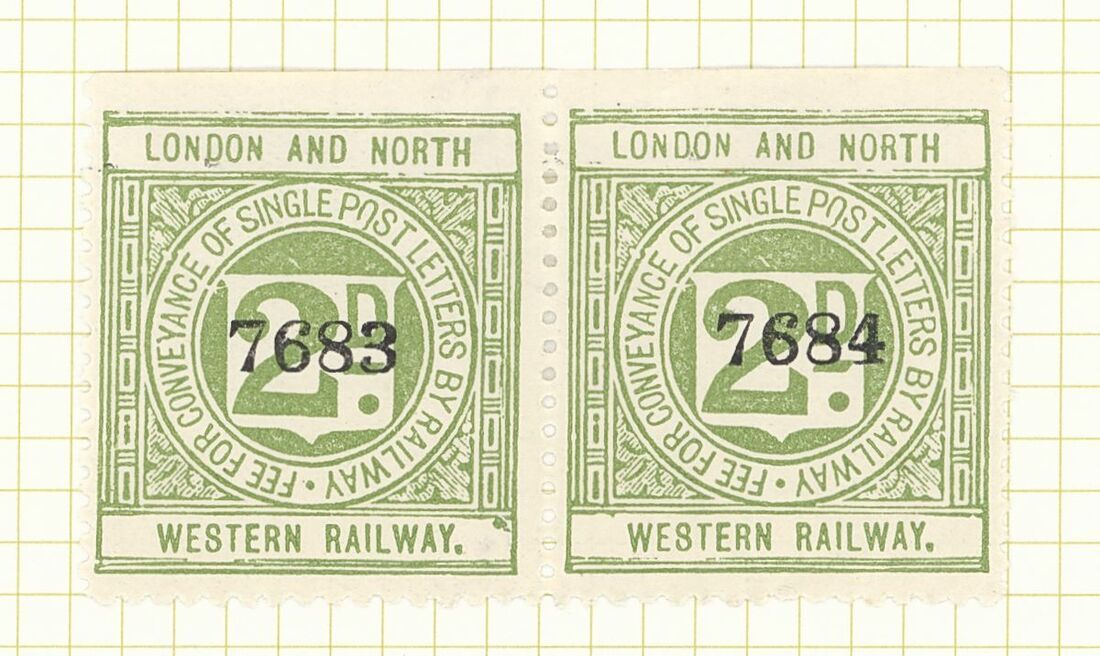 LONDON AND NORTH
FEE FOR CONVEYANCE OF SINGLE POST LETTERS BY RAILWAY •
2D.
7683
WESTERN RAILWAY.
LONDON AND NORTH
FEE FOR CONVEYANCE OF SINGLE POST LETTERS BY RAILWAY •
2D.
7684
WESTERN RAILWAY.